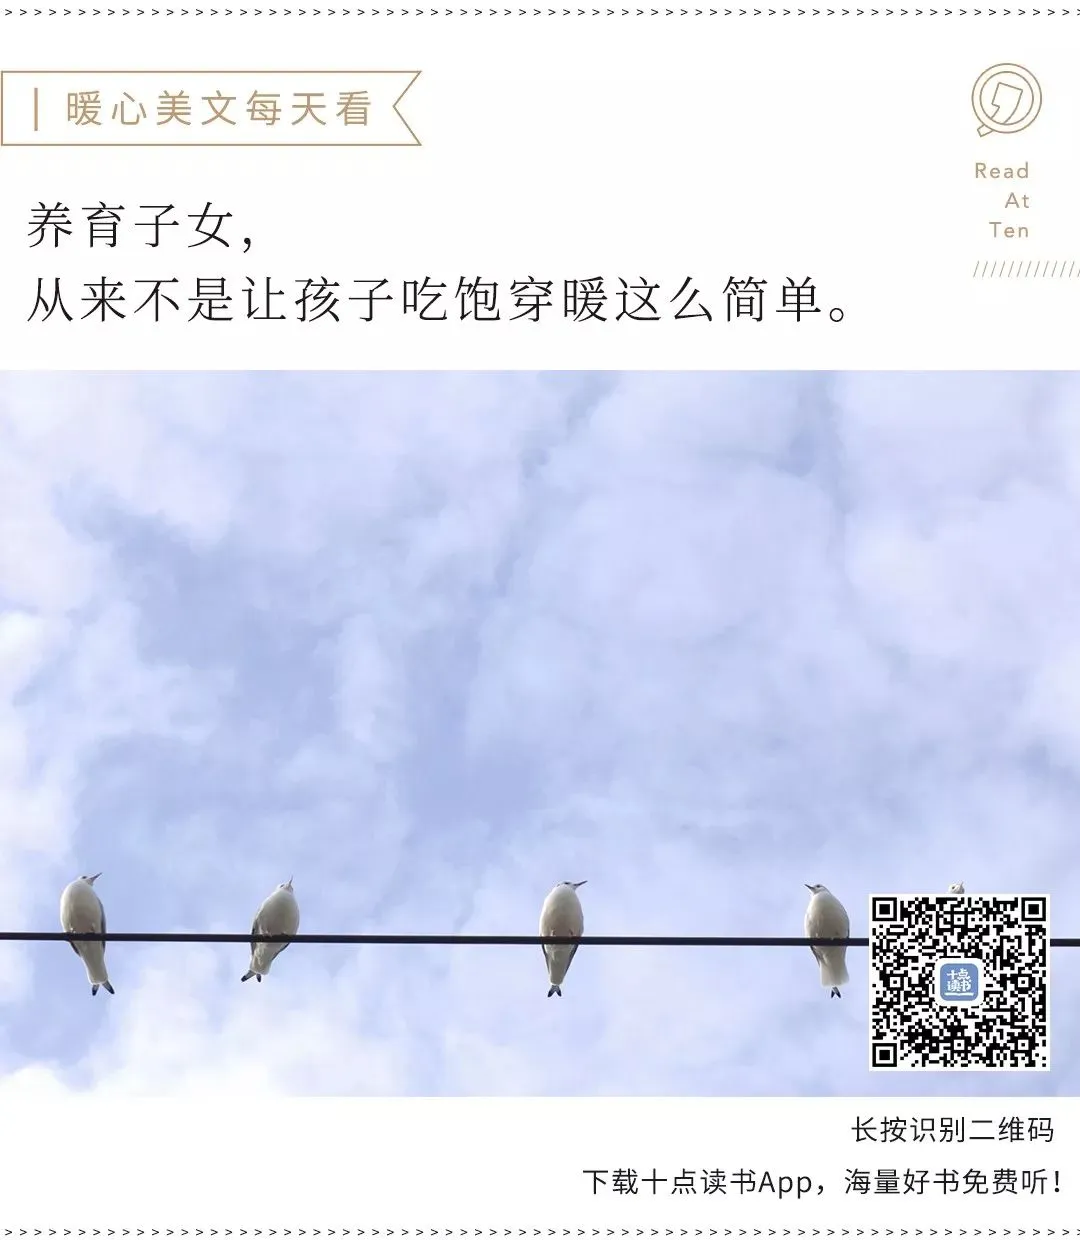 暖心美文每天看
Read
At
Ten
养育子女，
从来不是让孩子吃饱穿暖这么简单。
十点
读书
长按识别二维码
下载十点读书App，海量好书免费听！